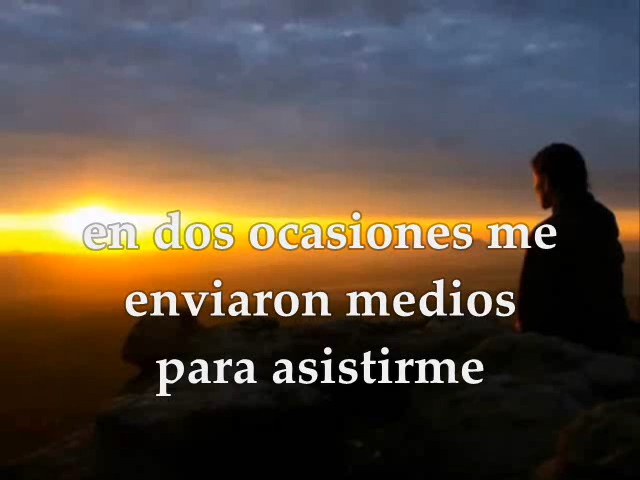 en dos ocasiones me
enviaron medios
para asistirme